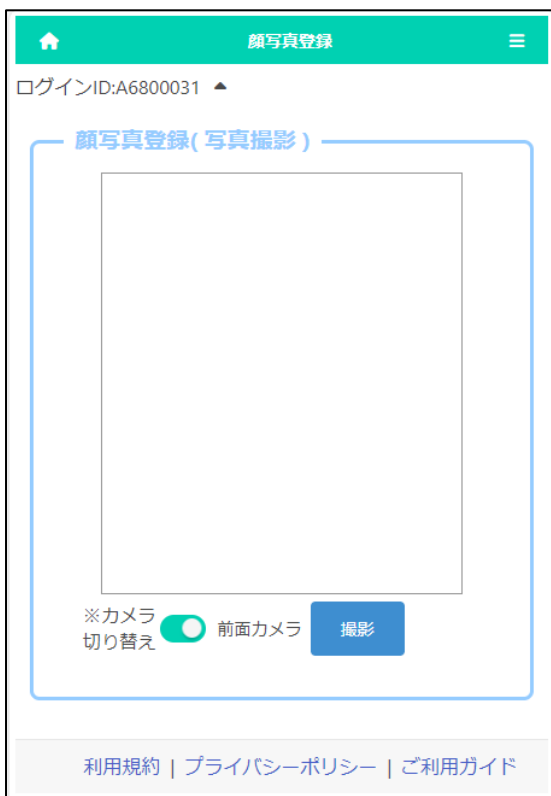 顔写真登録
ログインID:A6800031
顔写真登録( 写真撮影 )
※カメラ
切り替え
前面カメラ
撮影
利用規約 | プライバシーポリシー | ご利用ガイド